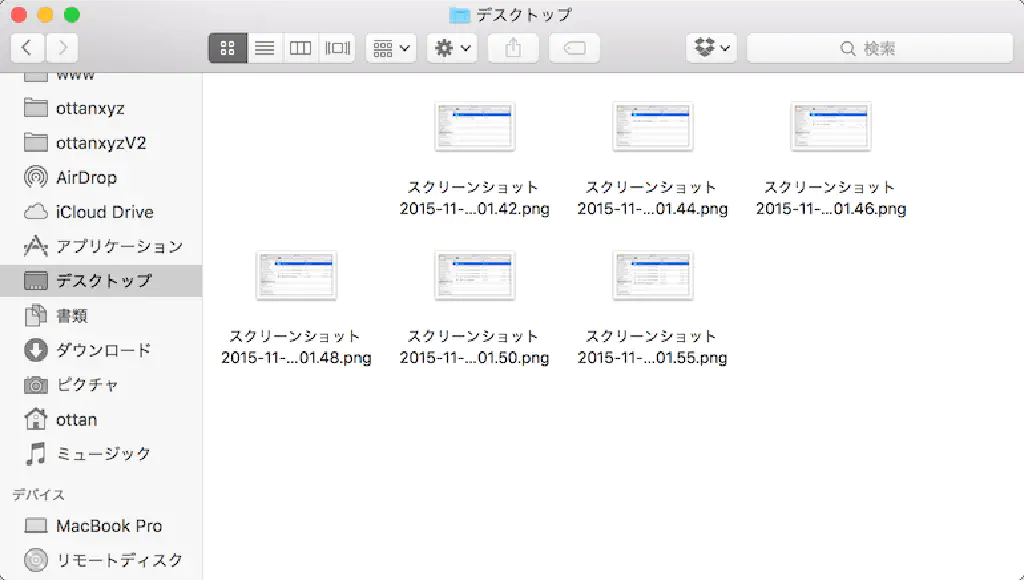 デスクトップ
検索
www
ottanxyz
ottanxyzV2
AirDrop
iCloud Drive
アプリケーション
デスクトップ
書類
ダウンロード
ピクチャ
ottan
ミュージック
デバイス
MacBook Pro
リモートディスク
スクリーンショット
2015-11-...01.42.png
スクリーンショット
2015-11-...01.44.png
スクリーンショット
2015-11-...01.46.png
スクリーンショット
2015-11-...01.48.png
スクリーンショット
2015-11-...01.50.png
スクリーンショット
2015-11-...01.55.png